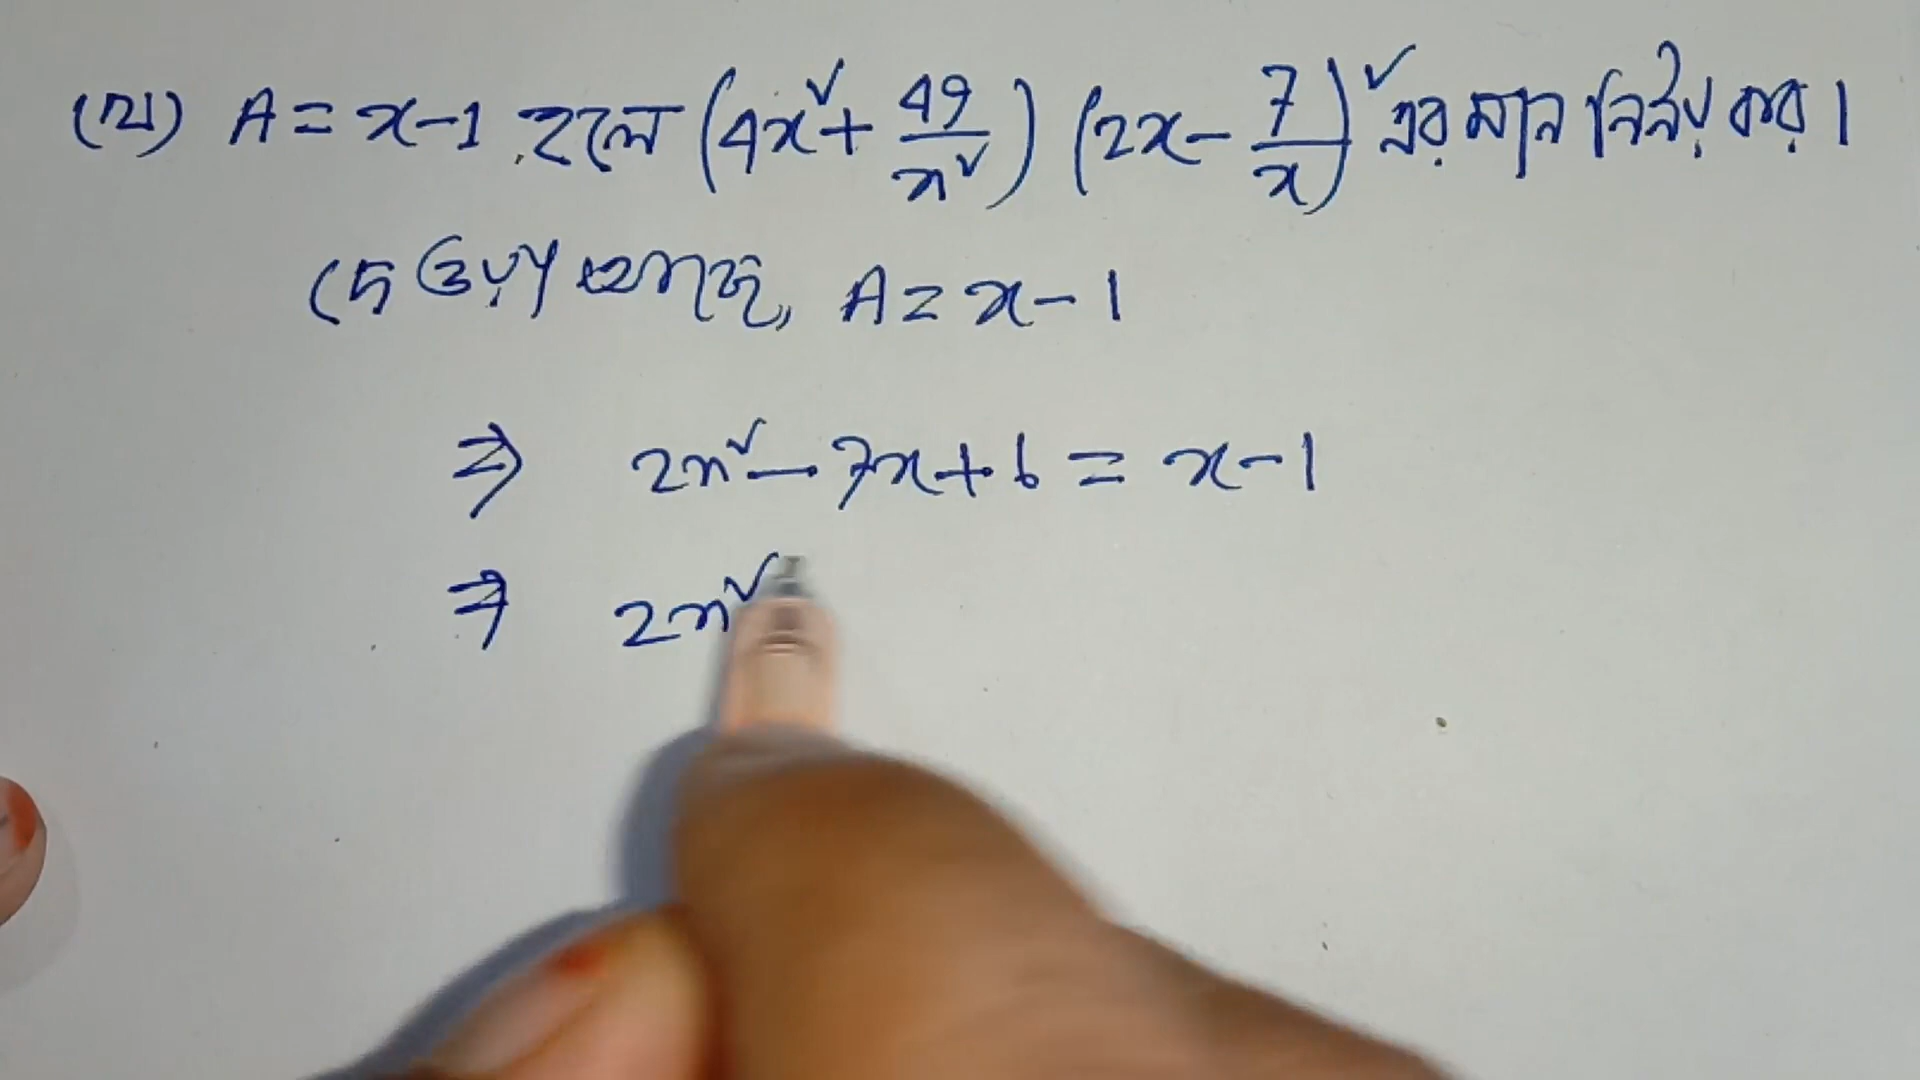 (খ) A = x-1 হলে (4x² + 49/x²) (2x - 7/x)² এর মান নির্ণয় কর।
দেওয়া আছে, A = x - 1
⇒ 2x² - 7x + 6 = x - 1
⇒ 2x²